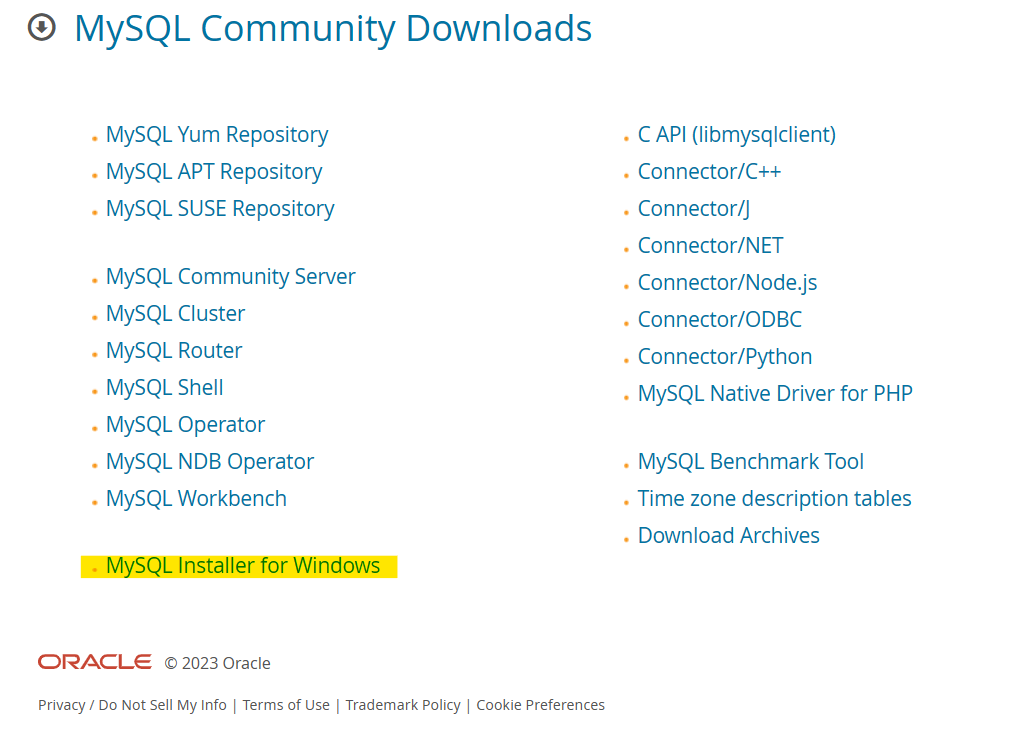 MySQL Community Downloads
MySQL Yum Repository
MySQL APT Repository
MySQL SUSE Repository
MySQL Community Server
MySQL Cluster
MySQL Router
MySQL Shell
MySQL Operator
MySQL NDB Operator
MySQL Workbench
MySQL Installer for Windows
C API (libmysqlclient)
Connector/C++
Connector/J
Connector/NET
Connector/Node.js
Connector/ODBC
Connector/Python
MySQL Native Driver for PHP
MySQL Benchmark Tool
Time zone description tables
Download Archives
ORACLE © 2023 Oracle
Privacy / Do Not Sell My Info | Terms of Use | Trademark Policy | Cookie Preferences